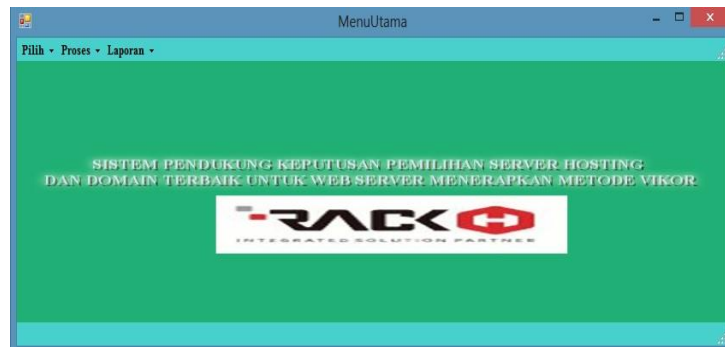 MenuUtama
Pilih Proses Laporan
SISTEM PENDUKUNG KEPUTUSAN PEMILIHAN SERVER HOSTING
DAN DOMAIN TERBAIK UNTUK WEB SERVER MENERAPKAN METODE VIKOR
RACK H
INTEGRATED SOLUTION PARTNER